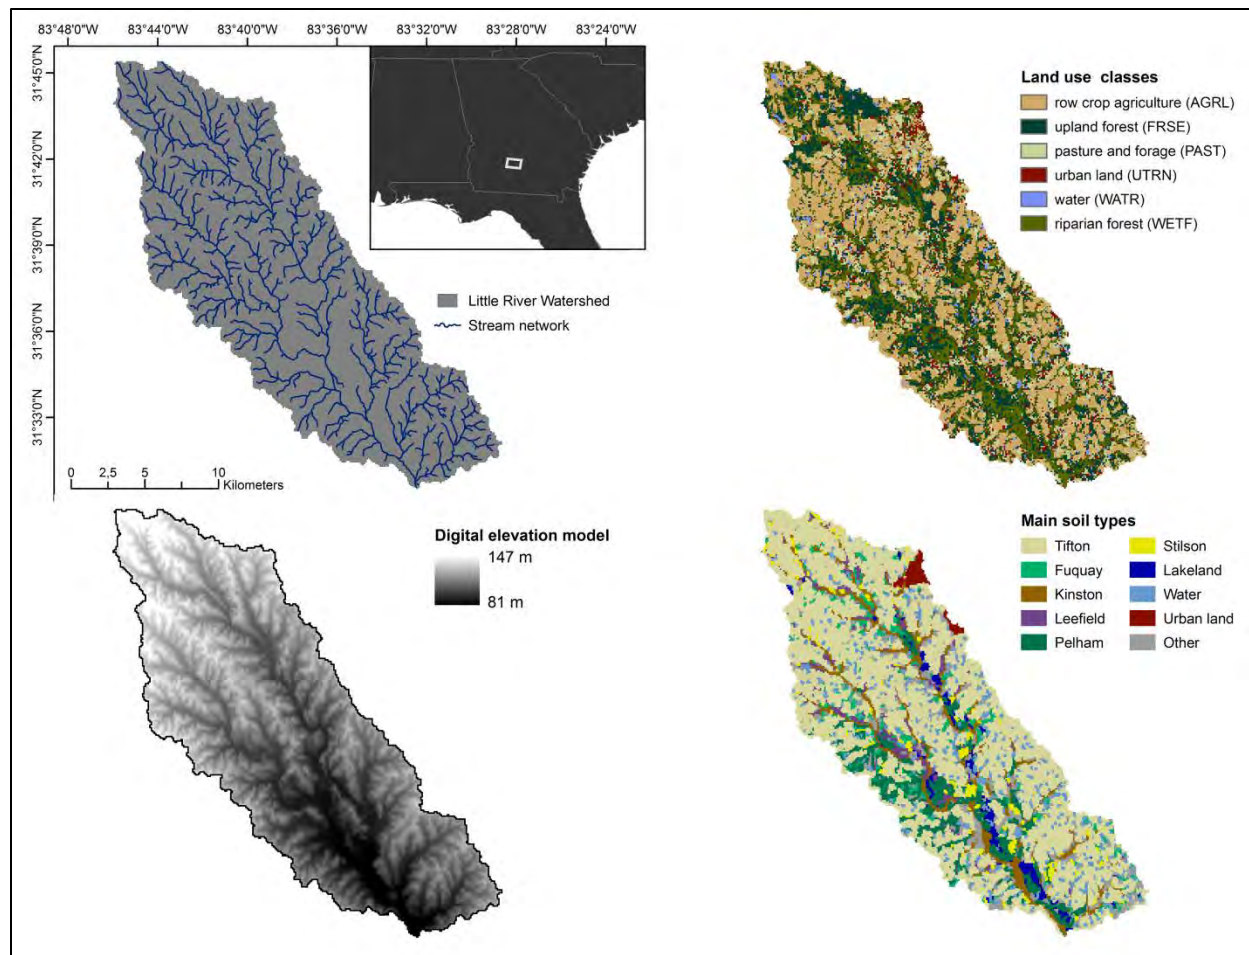 83°48'0"W 83°44'0"W 83°40'0"W 83°36'0"W 83°32'0"W 83°28'0"W 83°24'0"W
31°45'0"N
31°42'0"N
31°39'0"N
31°36'0"N
31°33'0"N
Little River Watershed
Stream network
0 2,5 5 10
Kilometers
Land use classes
row crop agriculture (AGRL)
upland forest (FRSE)
pasture and forage (PAST)
urban land (UTRN)
water (WATR)
riparian forest (WETF)
Digital elevation model
147 m
81 m
Main soil types
Tifton Stilson
Fuquay Lakeland
Kinston Water
Leefield Urban land
Pelham Other